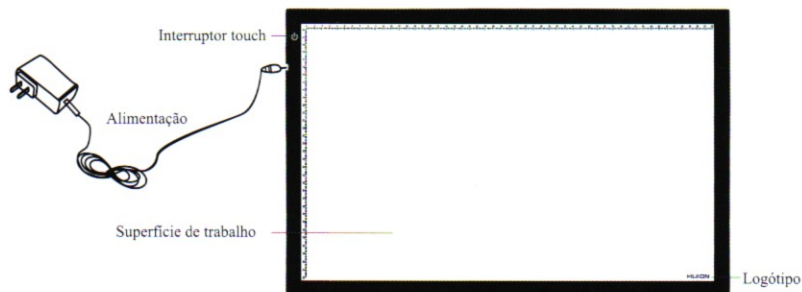 Interruptor touch
Alimentação
Superfície de trabalho
HUION
Logótipo